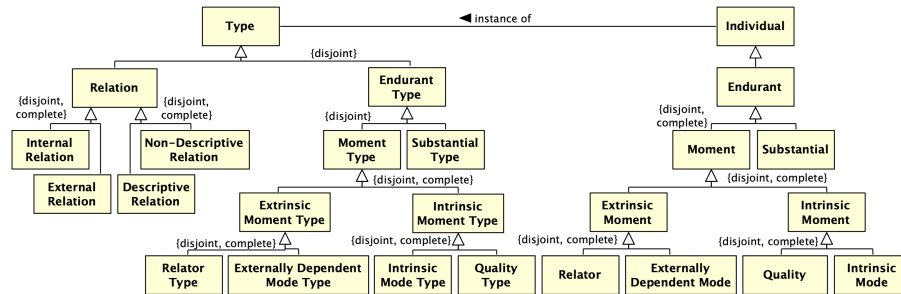 Type
◄ instance of
Individual
{disjoint}
Relation
Endurant
Type
Endurant
{disjoint,
complete}
{disjoint,
complete}
{disjoint}
{disjoint,
complete}
Internal
Relation
Non-Descriptive
Relation
Moment
Type
Substantial
Type
Moment
Substantial
External
Relation
Descriptive
Relation
{disjoint, complete}
{disjoint, complete}
Extrinsic
Moment Type
Intrinsic
Moment Type
Extrinsic
Moment
Intrinsic
Moment
{disjoint, complete}
{disjoint, complete}
{disjoint, complete}
{disjoint, complete}
Relator
Type
Externally Dependent
Mode Type
Intrinsic
Mode Type
Quality
Type
Relator
Externally
Dependent Mode
Quality
Intrinsic
Mode